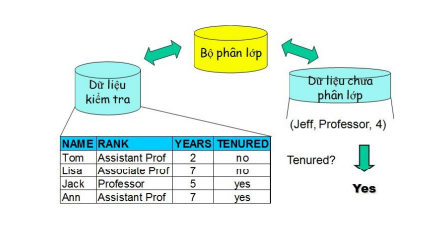 Bộ phân lớp
Dữ liệu
kiểm tra
Dữ liệu chưa
phân lớp
(Jeff, Professor, 4)
NAME RANK YEARS TENURED
Tom Assistant Prof 2 no
Lisa Associate Prof 7 no
Jack Professor 5 yes
Ann Assistant Prof 7 yes
Tenured?
Yes